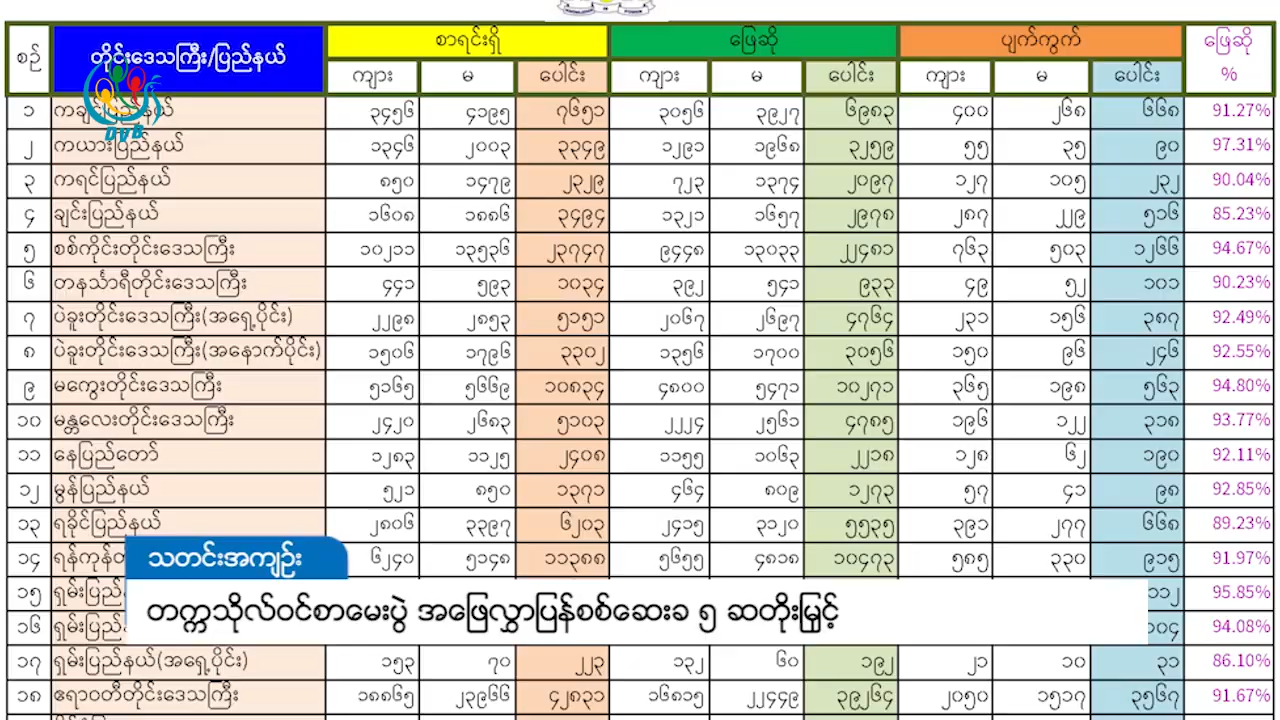 စဉ် တိုင်းဒေသကြီး/ပြည်နယ် စာရင်းရှိ ဖြေဆို ပျက်ကွက် ဖြေဆို %
ကျား မ ပေါင်း ကျား မ ပေါင်း ကျား မ ပေါင်း
DVB
၁ ကချင်ပြည်နယ် ၃၄၅၆ ၄၁၉၅ ၇၆၅၁ ၃၀၅၆ ၃၉၂၇ ၆၉၈၃ ၄၀၀ ၂၆၈ ၆၆၈ 91.27%
၂ ကယားပြည်နယ် ၁၃၄၆ ၂၀၀၃ ၃၃၄၉ ၁၂၉၁ ၁၉၆၈ ၃၂၅၉ ၅၅ ၃၅ ၉၀ 97.31%
၃ ကရင်ပြည်နယ် ၈၅၀ ၁၄၇၉ ၂၃၂၉ ၇၂၃ ၁၃၇၄ ၂၀၉၇ ၁၂၇ ၁၀၅ ၂၃၂ 90.04%
၄ ချင်းပြည်နယ် ၁၆၀၈ ၁၈၈၆ ၃၄၉၄ ၁၃၂၁ ၁၆၅၇ ၂၉၇၈ ၂၈၇ ၂၂၉ ၅၁၆ 85.23%
၅ စစ်ကိုင်းတိုင်းဒေသကြီး ၁၀၂၁၁ ၁၃၅၃၆ ၂၃၇၄၇ ၉၄၄၈ ၁၃၀၃၃ ၂၂၄၈၁ ၇၆၃ ၅၀၃ ၁၂၆၆ 94.67%
၆ တနင်္သာရီတိုင်းဒေသကြီး ၄၄၁ ၅၉၃ ၁၀၃၄ ၃၉၂ ၅၄၁ ၉၃၃ ၄၉ ၅၂ ၁၀၁ 90.23%
၇ ပဲခူးတိုင်းဒေသကြီး(အရှေ့ပိုင်း) ၂၂၉၈ ၂၈၅၃ ၅၁၅၁ ၂၀၆၇ ၂၆၉၇ ၄၇၆၄ ၂၃၁ ၁၅၆ ၃၈၇ 92.49%
၈ ပဲခူးတိုင်းဒေသကြီး(အနောက်ပိုင်း) ၁၅၀၆ ၁၇၉၆ ၃၃၀၂ ၁၃၅၆ ၁၇၀၀ ၃၀၅၆ ၁၅၀ ၉၆ ၂၄၆ 92.55%
၉ မကွေးတိုင်းဒေသကြီး ၅၁၆၅ ၅၆၆၉ ၁၀၈၃၄ ၄၈၀၀ ၅၄၇၁ ၁၀၂၇၁ ၃၆၅ ၁၉၈ ၅၆၃ 94.80%
၁၀ မန္တလေးတိုင်းဒေသကြီး ၂၄၂၀ ၂၆၈၃ ၅၁၀၃ ၂၂၂၄ ၂၅၆၁ ၄၇၈၅ ၁၉၆ ၁၂၂ ၃၁၈ 93.77%
၁၁ နေပြည်တော် ၁၂၈၃ ၁၁၂၅ ၂၄၀၈ ၁၁၅၅ ၁၀၆၃ ၂၂၁၈ ၁၂၈ ၆၂ ၁၉၀ 92.11%
၁၂ မွန်ပြည်နယ် ၅၂၁ ၈၅၀ ၁၃၇၁ ၄၆၄ ၈၀၉ ၁၂၇၃ ၅၇ ၄၁ ၉၈ 92.85%
၁၃ ရခိုင်ပြည်နယ် ၂၈၀၆ ၃၃၉၇ ၆၂၀၃ ၂၄၁၅ ၃၁၂၀ ၅၅၃၅ ၃၉၁ ၂၇၇ ၆၆၈ 89.23%
၁၄ ရန်ကုန် ၆၂၄၀ ၅၁၄၈ ၁၁၃၈၈ ၅၆၅၅ ၄၈၁၈ ၁၀၄၇၃ ၅၈၅ ၃၃၀ ၉၁၅ 91.97%
သတင်းအကျဉ်း
၁၅ ရှမ်းပြည် ၁၁၂ 95.85%
တက္ကသိုလ်ဝင်စာမေးပွဲ အဖြေလွှာပြန်စစ်ဆေးခ ၅ ဆတိုးမြှင့်
၁၆ ရှမ်းပြည် ၁၀၄ 94.08%
၁၇ ရှမ်းပြည်နယ်(အရှေ့ပိုင်း) ၁၅၃ ၇၀ ၂၂၃ ၁၃၂ ၆၀ ၁၉၂ ၂၁ ၁၀ ၃၁ 86.10%
၁၈ ဧရာဝတီတိုင်းဒေသကြီး ၁၈၈၆၅ ၂၃၉၆၆ ၄၂၈၃၁ ၁၆၈၁၅ ၂၂၄၄၉ ၃၉၂၆၄ ၂၀၅၀ ၁၅၁၇ ၃၅၆၇ 91.67%